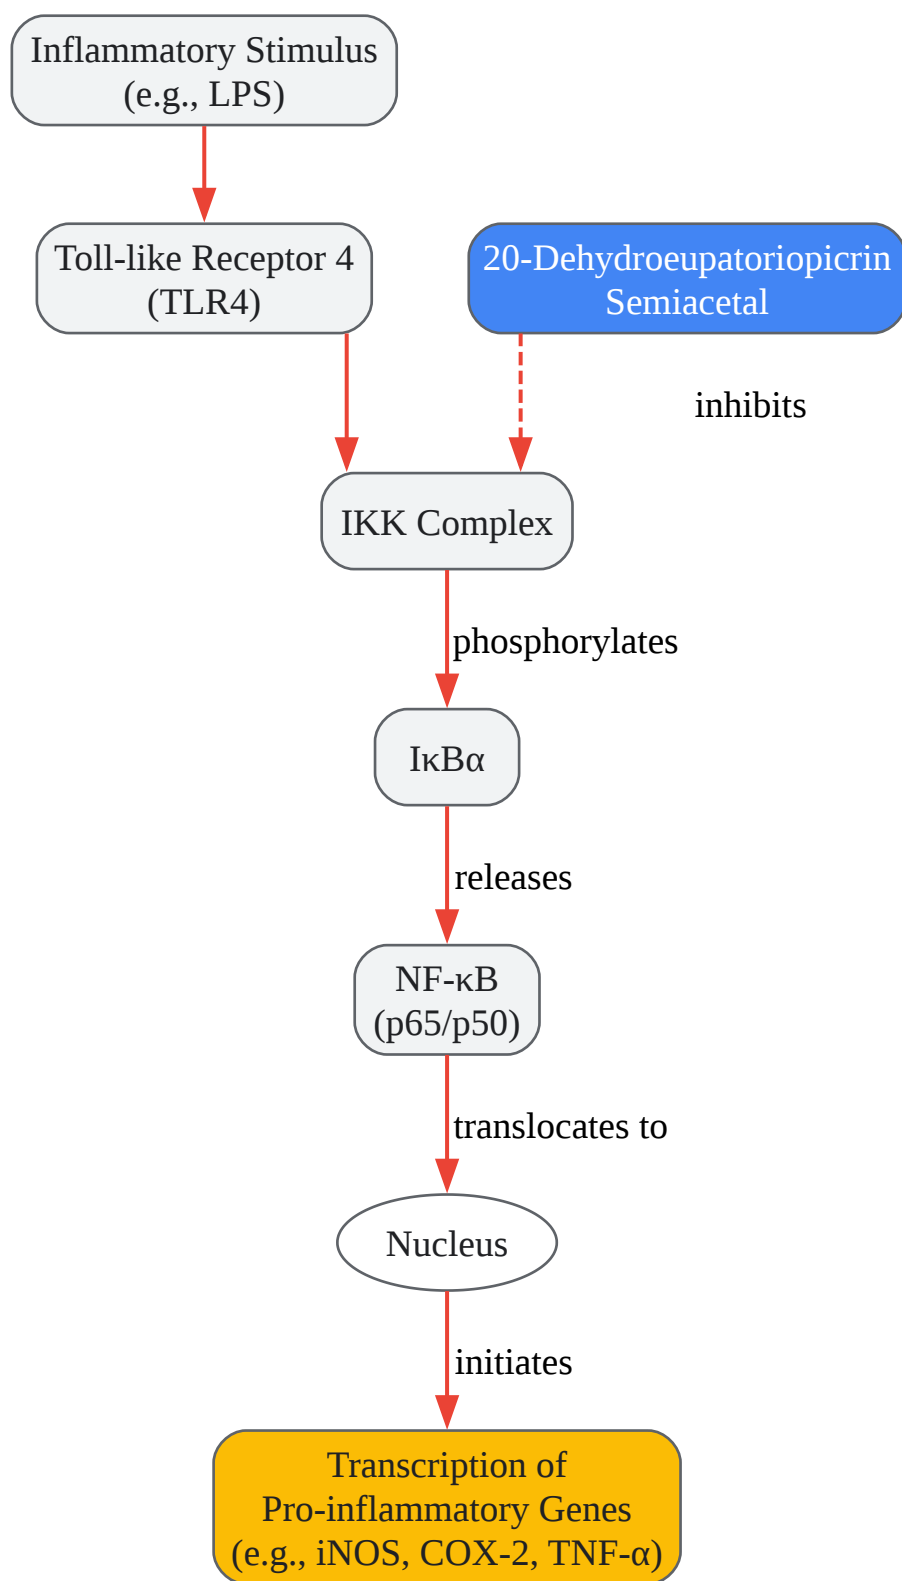 Inflammatory Stimulus
(e.g., LPS)
Toll-like Receptor 4
(TLR4)
20-Dehydroeupatoriopicrin
Semiacetal
inhibits
IKK Complex
phosphorylates
IκBα
releases
NF-κB
(p65/p50)
translocates to
Nucleus
initiates
Transcription of
Pro-inflammatory Genes
(e.g., iNOS, COX-2, TNF-α)